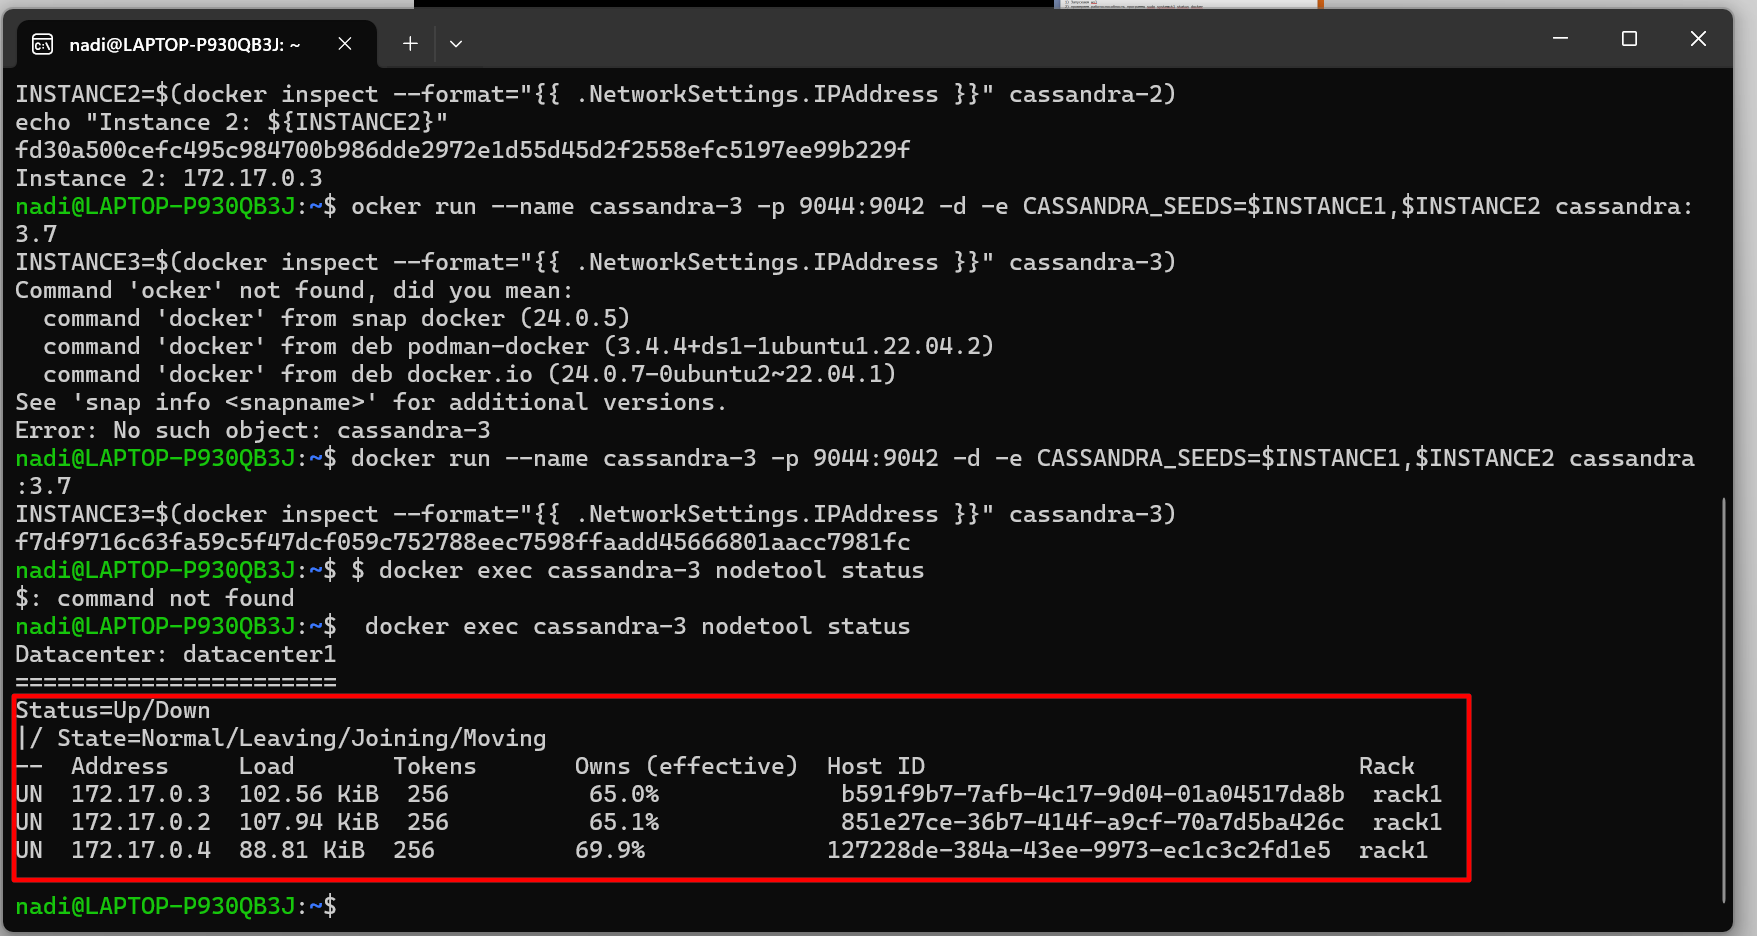 nadi@LAPTOP-P930QB3J: ~
INSTANCE2=$(docker inspect --format="{{ .NetworkSettings.IPAddress }}" cassandra-2)
echo "Instance 2: ${INSTANCE2}"
fd30a500cefc495c984700b986dde2972e1d55d45d2f2558efc5197ee99b229f
Instance 2: 172.17.0.3
nadi@LAPTOP-P930QB3J:~$ ocker run --name cassandra-3 -p 9044:9042 -d -e CASSANDRA_SEEDS=$INSTANCE1,$INSTANCE2 cassandra:
3.7
INSTANCE3=$(docker inspect --format="{{ .NetworkSettings.IPAddress }}" cassandra-3)
Command 'ocker' not found, did you mean:
  command 'docker' from snap docker (24.0.5)
  command 'docker' from deb podman-docker (3.4.4+ds1-1ubuntu1.22.04.2)
  command 'docker' from deb docker.io (24.0.7-0ubuntu2~22.04.1)
See 'snap info <snapname>' for additional versions.
Error: No such object: cassandra-3
nadi@LAPTOP-P930QB3J:~$ docker run --name cassandra-3 -p 9044:9042 -d -e CASSANDRA_SEEDS=$INSTANCE1,$INSTANCE2 cassandra
:3.7
INSTANCE3=$(docker inspect --format="{{ .NetworkSettings.IPAddress }}" cassandra-3)
f7df9716c63fa59c5f47dcf059c752788eec7598ffaadd45666801aacc7981fc
nadi@LAPTOP-P930QB3J:~$ $ docker exec cassandra-3 nodetool status
$: command not found
nadi@LAPTOP-P930QB3J:~$  docker exec cassandra-3 nodetool status
Datacenter: datacenter1
=======================
Status=Up/Down
|/ State=Normal/Leaving/Joining/Moving
--  Address     Load       Tokens       Owns (effective)  Host ID                               Rack
UN  172.17.0.3  102.56 KiB  256          65.0%             b591f9b7-7afb-4c17-9d04-01a04517da8b  rack1
UN  172.17.0.2  107.94 KiB  256          65.1%             851e27ce-36b7-414f-a9cf-70a7d5ba426c  rack1
UN  172.17.0.4  88.81 KiB  256          69.9%             127228de-384a-43ee-9973-ec1c3c2fd1e5  rack1
nadi@LAPTOP-P930QB3J:~$